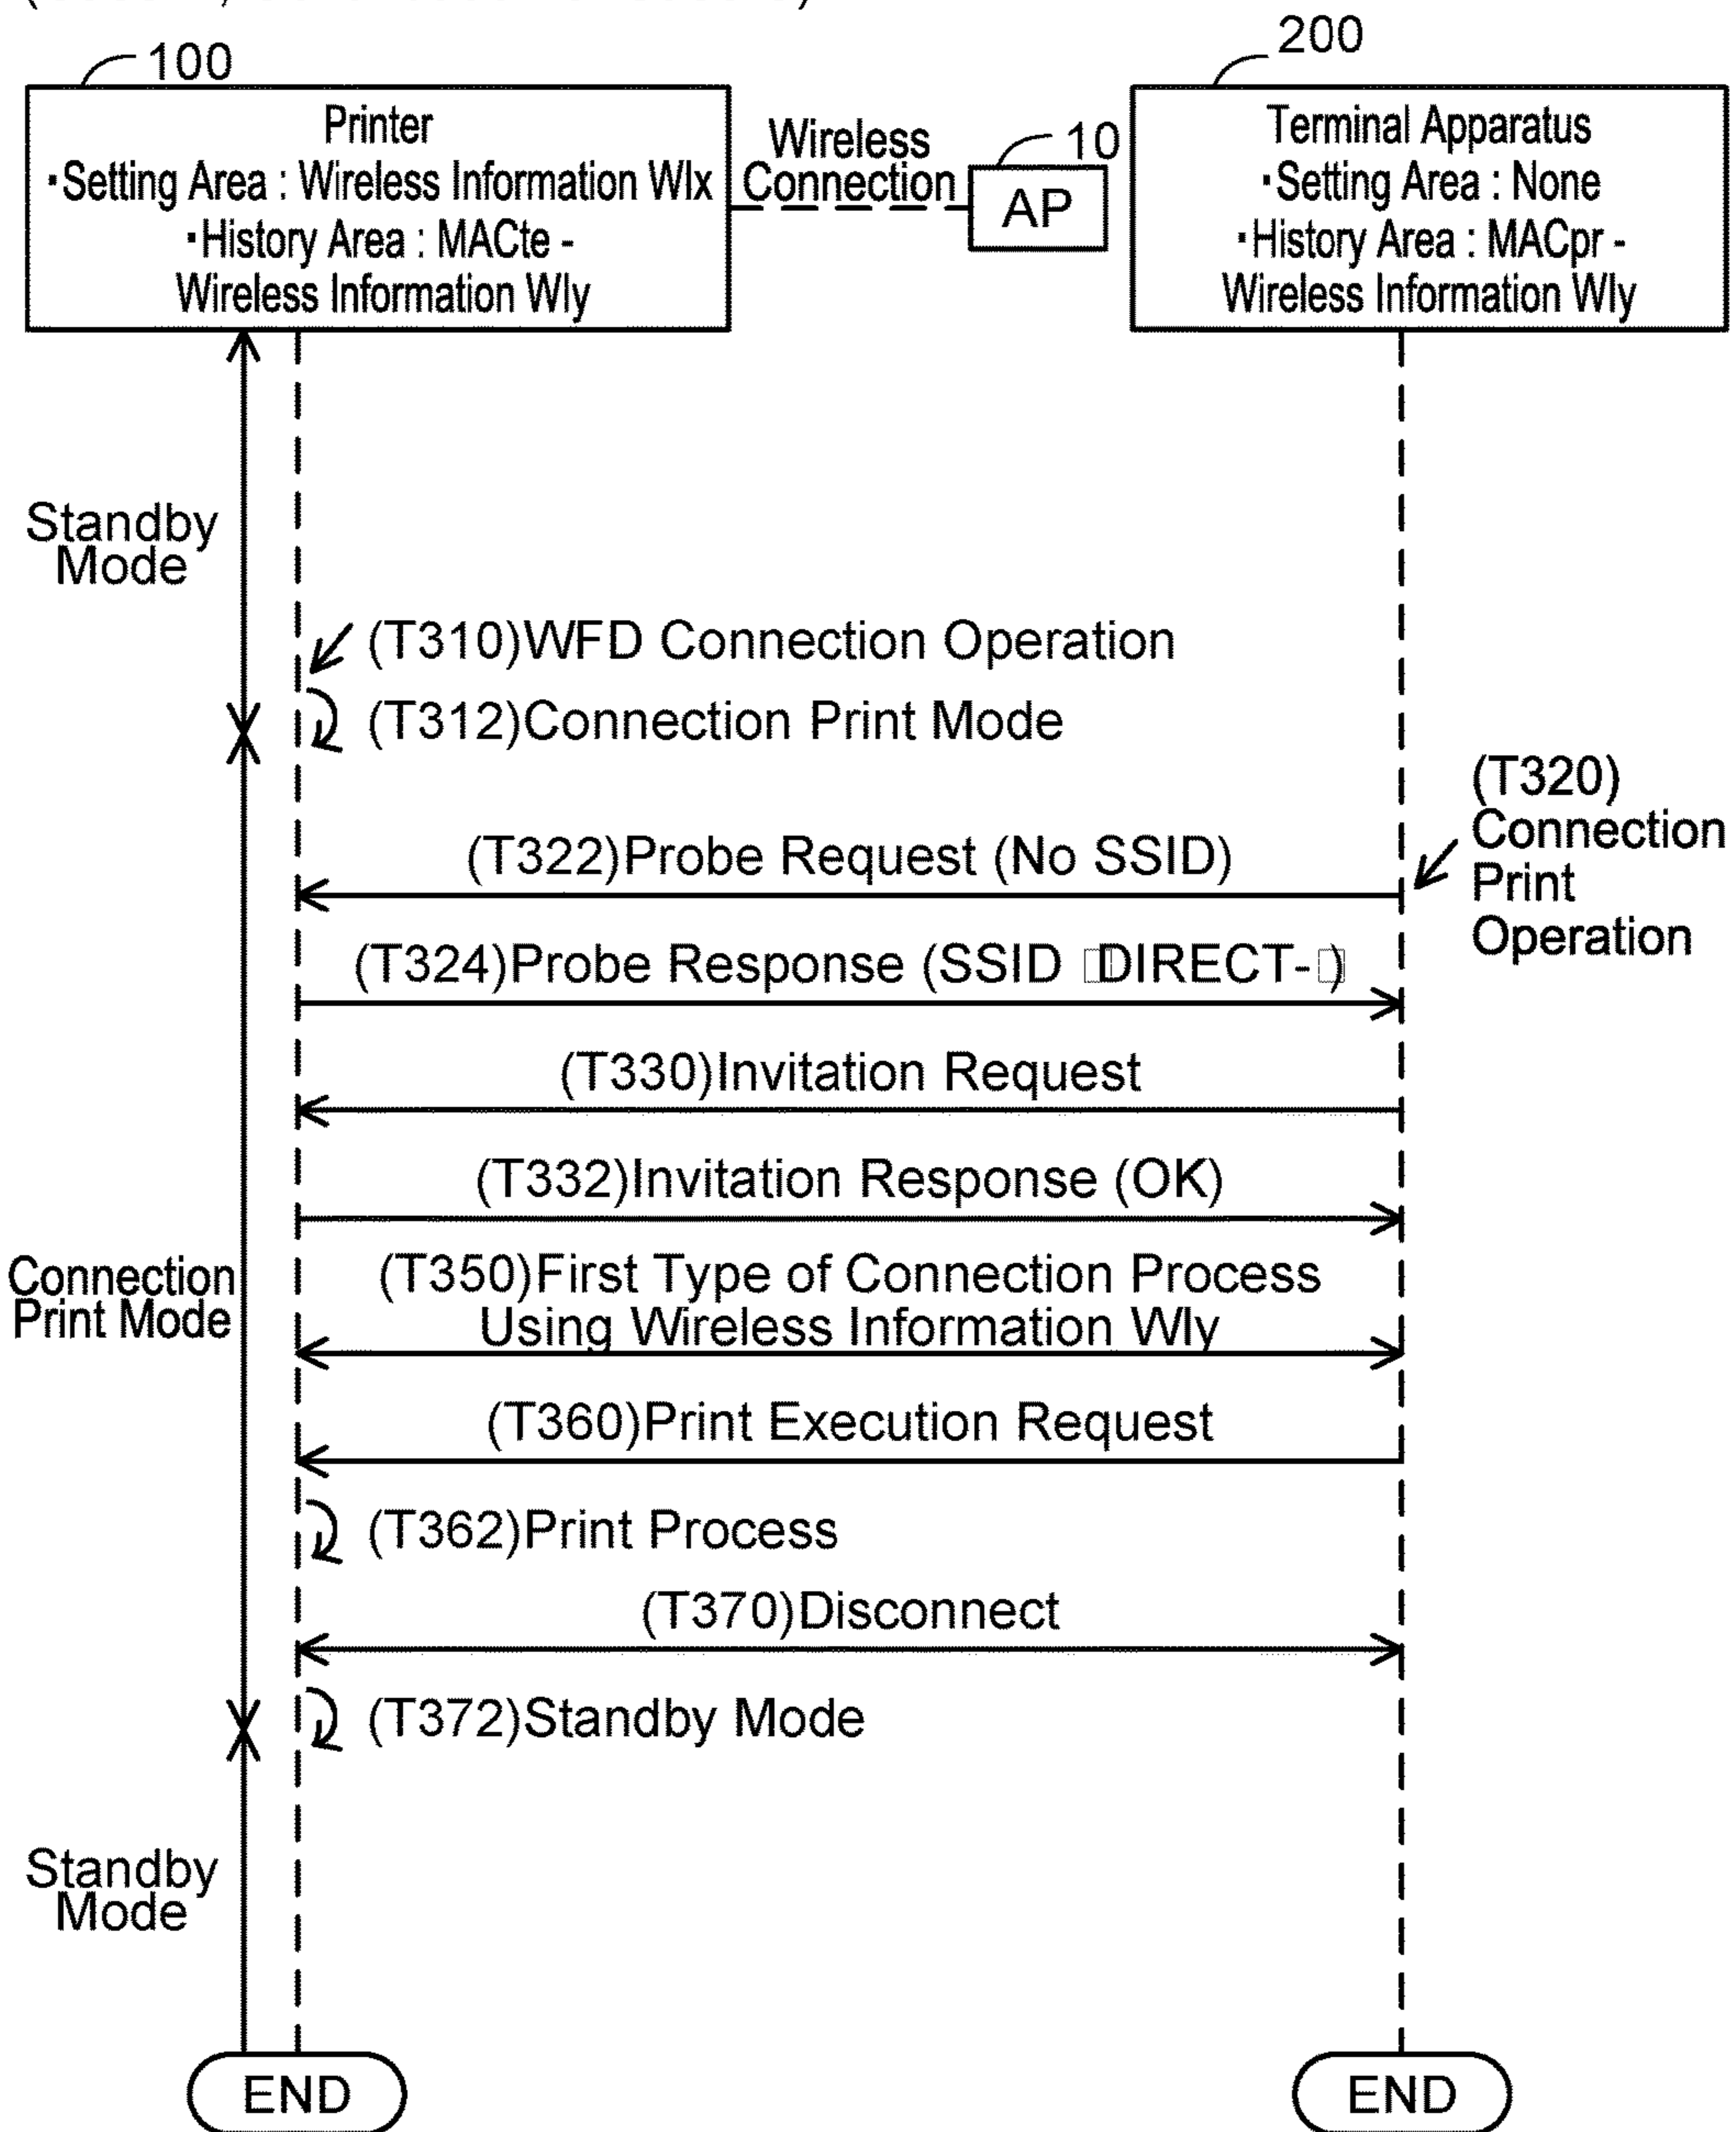 100
Printer
·Setting Area : Wireless Information WIx
·History Area : MACte -
Wireless Information WIy
Wireless
Connection
10
AP
200
Terminal Apparatus
·Setting Area : None
·History Area : MACpr -
Wireless Information WIy
Standby
Mode
(T310)WFD Connection Operation
(T312)Connection Print Mode
(T320)
Connection
Print
Operation
(T322)Probe Request (No SSID)
(T324)Probe Response (SSID DIRECT- )
(T330)Invitation Request
(T332)Invitation Response (OK)
Connection
Print Mode
(T350)First Type of Connection Process
Using Wireless Information WIy
(T360)Print Execution Request
(T362)Print Process
(T370)Disconnect
(T372)Standby Mode
Standby
Mode
END
END